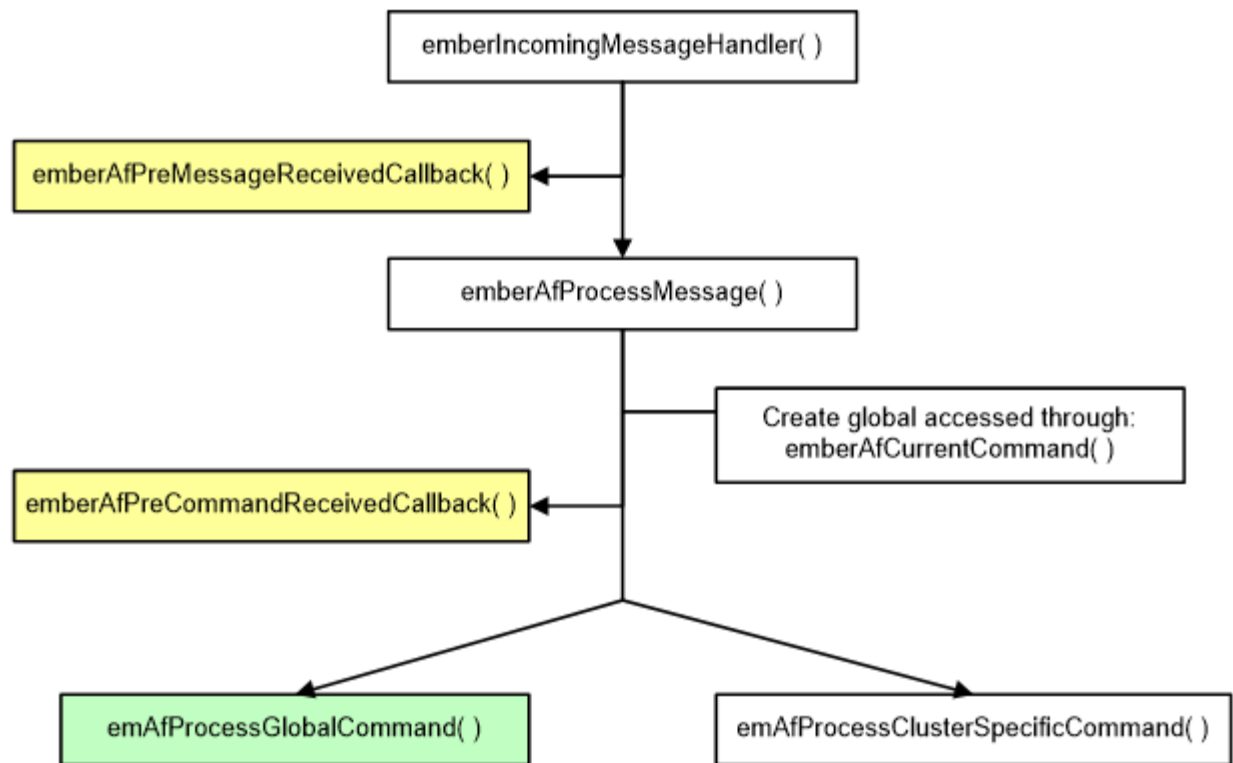 emberIncomingMessageHandler( )
emberAfPreMessageReceivedCallback( )
emberAfProcessMessage( )
Create global accessed through:
emberAfCurrentCommand( )
emberAfPreCommandReceivedCallback( )
emAfProcessGlobalCommand( )
emAfProcessClusterSpecificCommand( )